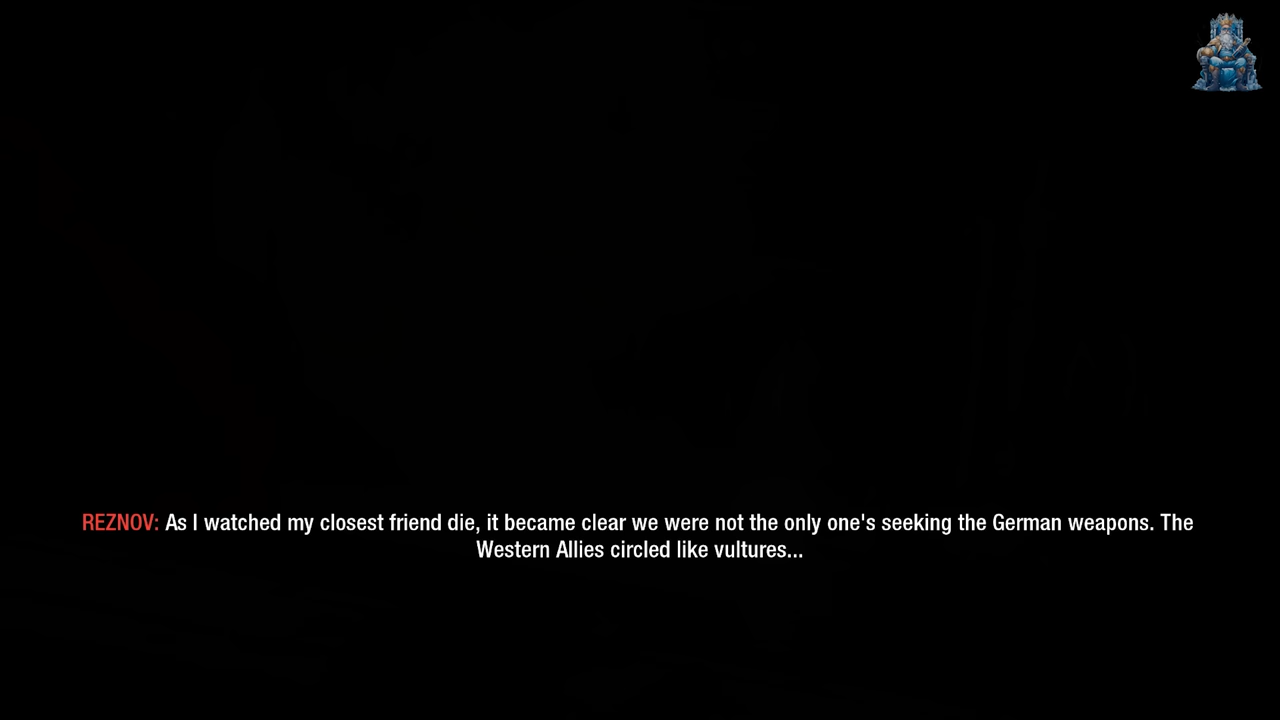 REZNOV: As I watched my closest friend die, it became clear we were not the only one's seeking the German weapons. The
Western Allies circled like vultures...